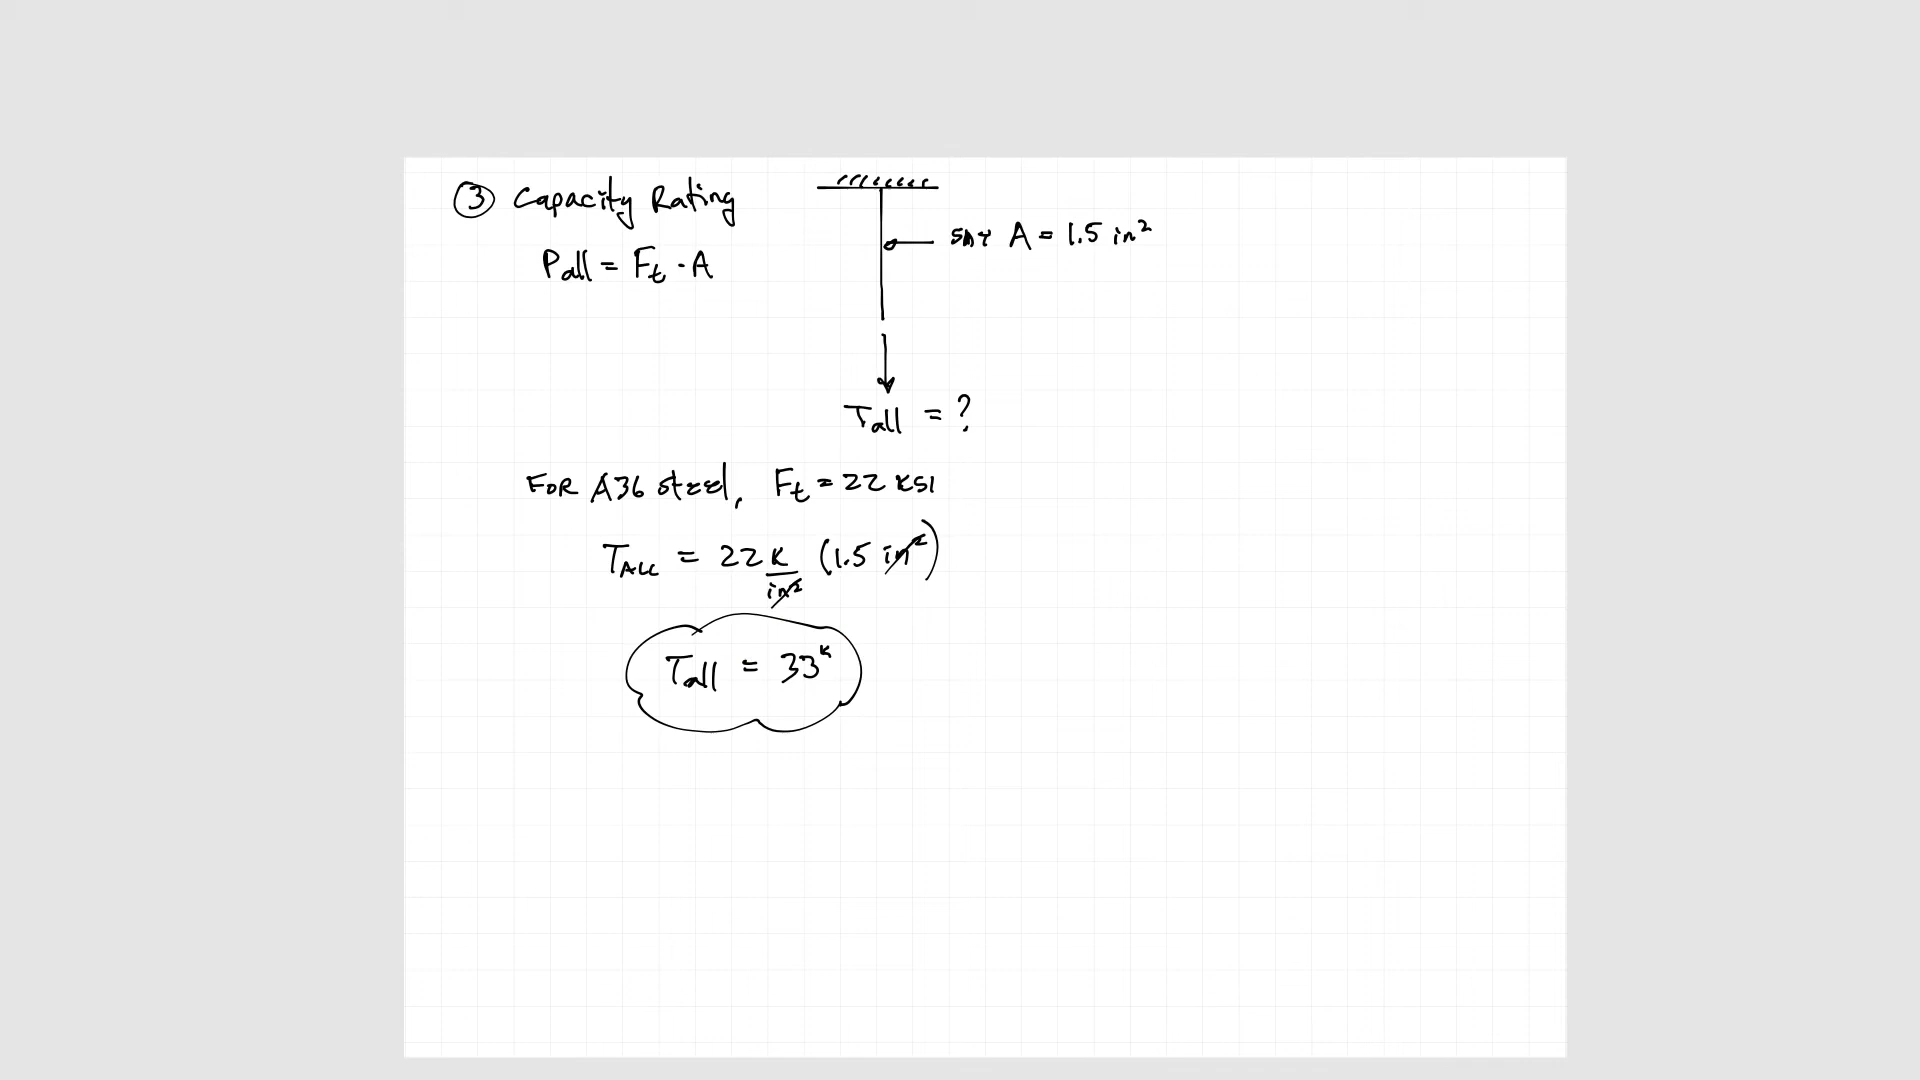 ③ Capacity Rating
Pall = Ft · A
SAY A = 1.5 in²
Tall = ?
FOR A36 steel, Ft = 22 KSI
TALL = 22 K/in² (1.5 in²)
Tall = 33ᴷ